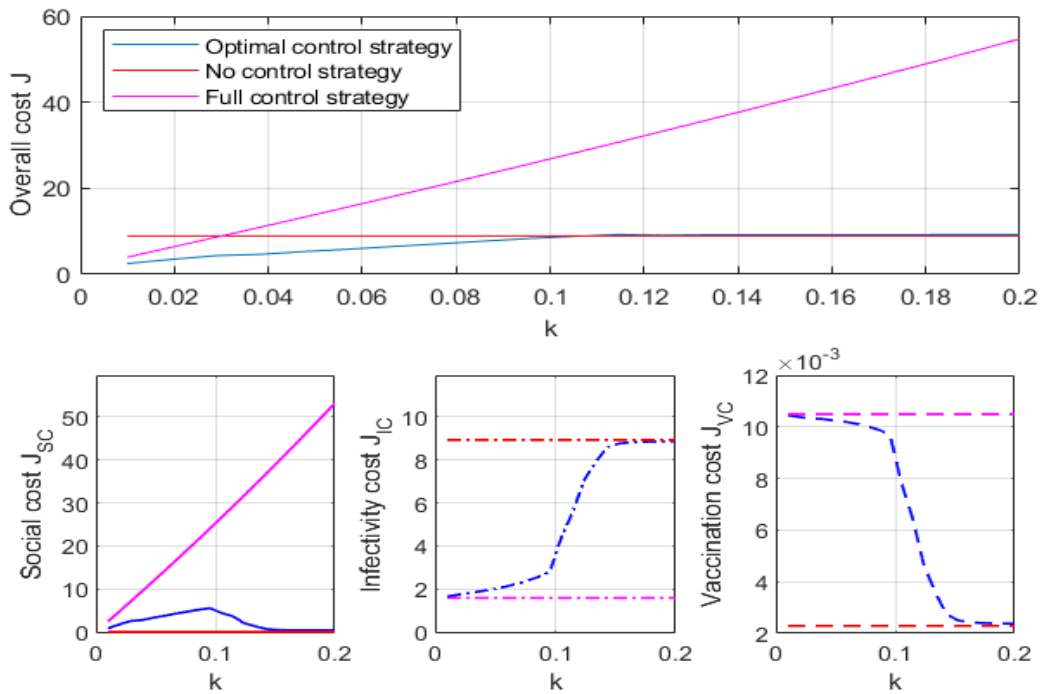 60
40
20
0
Overall cost J
Optimal control strategy
No control strategy
Full control strategy
0 0.02 0.04 0.06 0.08 0.1 0.12 0.14 0.16 0.18 0.2
k
50
40
30
20
10
0
Social cost J_SC
0 0.1 0.2
k
10
8
6
4
2
0
Infectivity cost J_IC
0 0.1 0.2
k
×10^-3
12
10
8
6
4
2
Vaccination cost J_VC
0 0.1 0.2
k